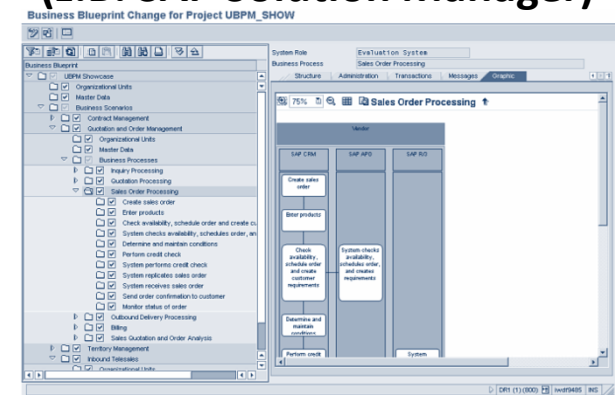 (z.B. SAP Solution Manager)
Business Blueprint Change for Project UBPM_SHOW
System Role Evaluation System
Business Process Sales Order Processing
Structure Administration Transactions Messages Graphic
Business Blueprint
UBPM Showcase
Organizational Units
Master Data
Business Scenarios
Contract Management
Quotation and Order Management
Organizational Units
Master Data
Business Processes
Inquiry Processing
Quotation Processing
Sales Order Processing
Create sales order
Enter products
Check availability, schedule order and create cu
System checks availability, schedules order, an
Determine and maintain conditions
Perform credit check
System performs credit check
System replicates sales order
System receives sales order
Send order confirmation to customer
Monitor status of order
Outbound Delivery Processing
Billing
Sales Quotation and Order Analysis
Territory Management
Inbound Telesales
Organizational Units
75% Sales Order Processing
Vendor
SAP CRM SAP APO SAP R/3
Create sales
order
Enter products
Check
availability,
schedule order
and create
customer
requirements
System checks
availability,
schedules order,
and creates
requirements
Determine and
maintain
conditions
Perform credit
System
DR1 (1) (800) iwdf9485 INS